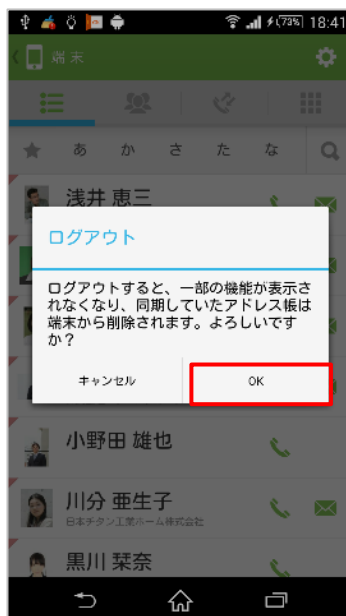 73% 18:41
端末
あ か さ た な
浅井 恵三
ログアウト
ログアウトすると、一部の機能が表示さ
れなくなり、同期していたアドレス帳は
端末から削除されます。よろしいです
か？
キャンセル OK
小野田 雄也
川分 亜生子
日本チタン工業ホーム株式会社
黒川 栞奈